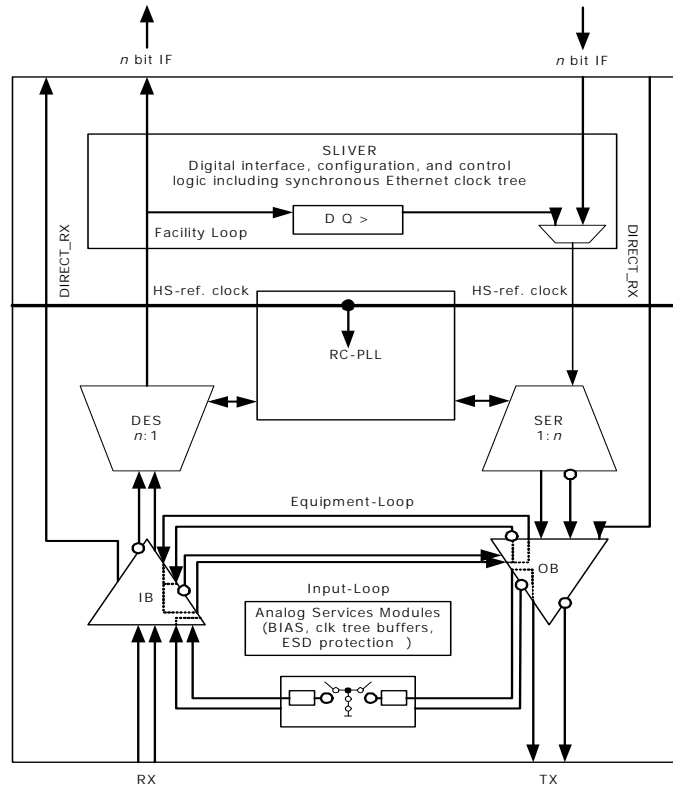 n bit IF
n bit IF
SLIVER
Digital interface, configuration, and control
logic including synchronous Ethernet clock tree
D Q >
Facility Loop
DIRECT_RX
DIRECT_RX
HS-ref. clock
HS-ref. clock
RC-PLL
DES
n:1
SER
1:n
Equipment-Loop
IB
OB
Input-Loop
Analog Services Modules
(BIAS, clk tree buffers,
ESD protection )
RX
TX